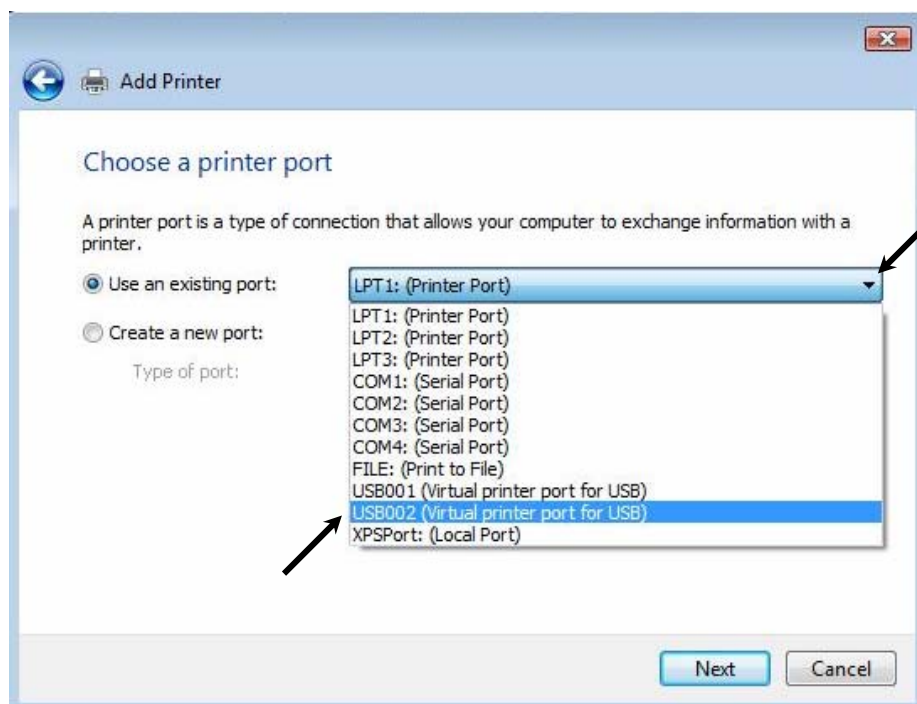 Add Printer
Choose a printer port
A printer port is a type of connection that allows your computer to exchange information with a
printer.
Use an existing port:
LPT1: (Printer Port)
LPT1: (Printer Port)
Create a new port:
LPT2: (Printer Port)
LPT3: (Printer Port)
Type of port:
COM1: (Serial Port)
COM2: (Serial Port)
COM3: (Serial Port)
COM4: (Serial Port)
FILE: (Print to File)
USB001 (Virtual printer port for USB)
USB002 (Virtual printer port for USB)
XPSPort: (Local Port)
Next
Cancel